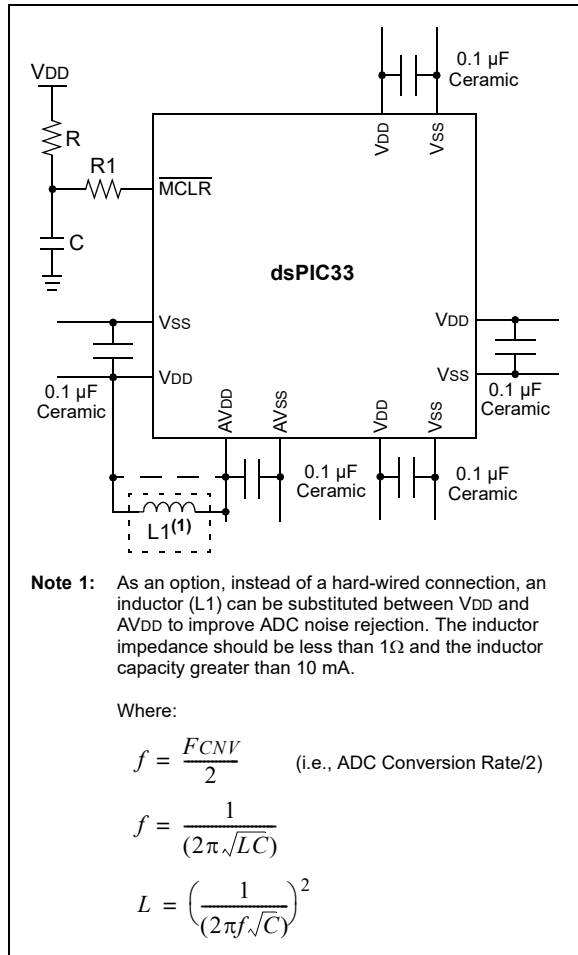 0.1 µF
Ceramic
VDD
R
R1
MCLR
C
VDD
VSS
dsPIC33
VSS
VDD
VDD
VSS
0.1 µF
Ceramic
0.1 µF
Ceramic
AVDD
AVSS
VDD
VSS
0.1 µF
Ceramic
0.1 µF
Ceramic
L1(1)
Note 1: As an option, instead of a hard-wired connection, an
inductor (L1) can be substituted between VDD and
AVDD to improve ADC noise rejection. The inductor
impedance should be less than 1Ω and the inductor
capacity greater than 10 mA.
Where:
f = FCNV / 2 (i.e., ADC Conversion Rate/2)
f = 1 / (2π√LC)
L = (1 / (2πf√C))²